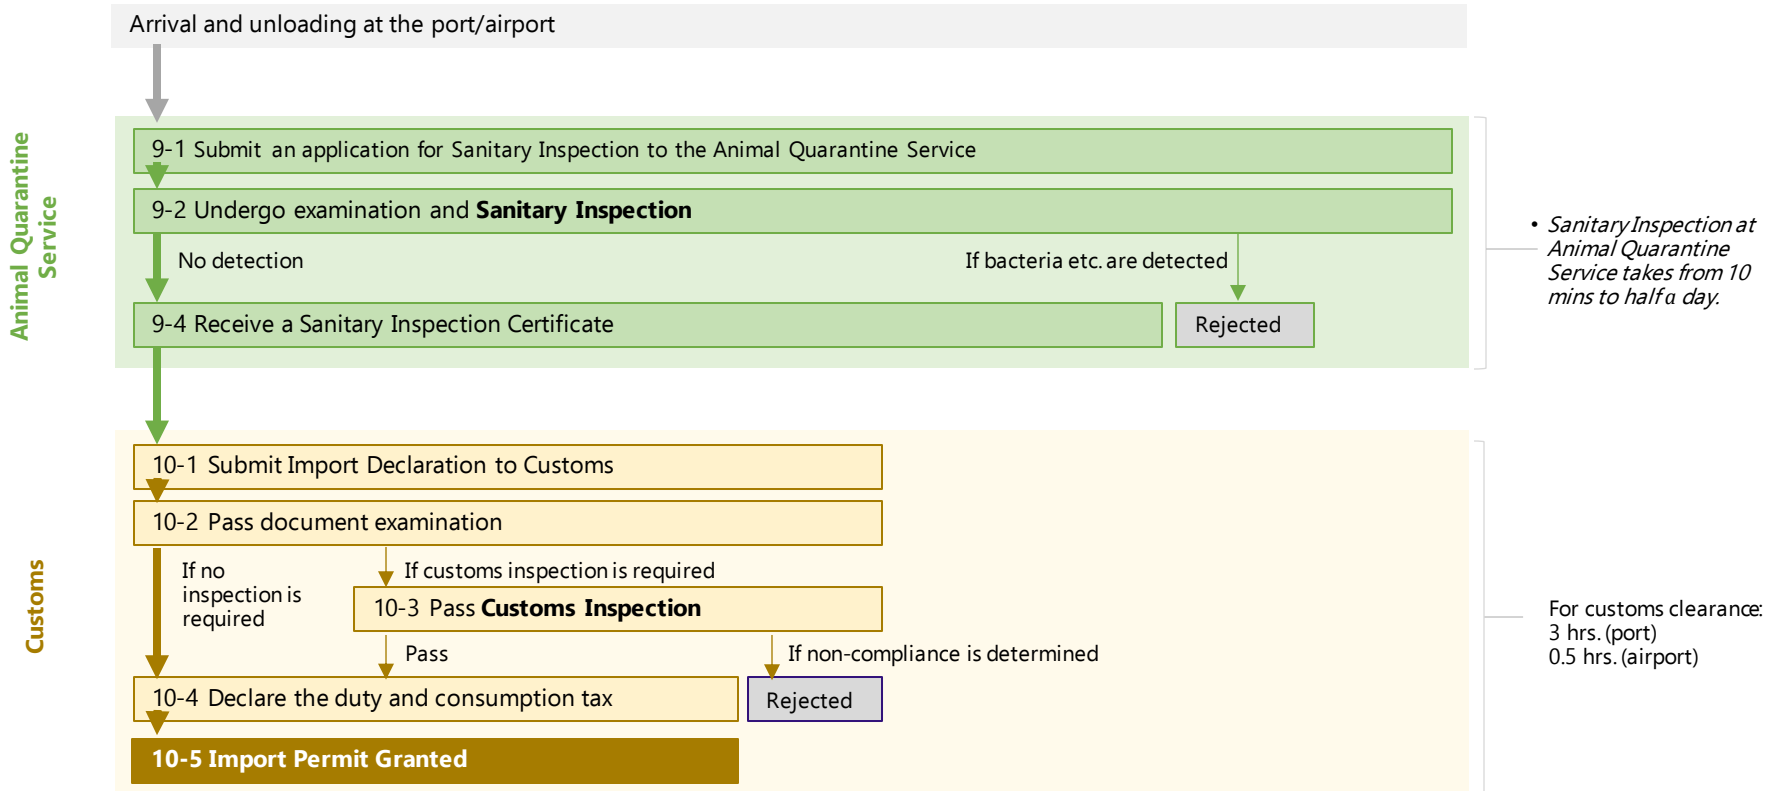 Arrival and unloading at the port/airport
Animal Quarantine
Service
9-1 Submit an application for Sanitary Inspection to the Animal Quarantine Service
9-2 Undergo examination and Sanitary Inspection
No detection
If bacteria etc. are detected
9-4 Receive a Sanitary Inspection Certificate
Rejected
• Sanitary Inspection at
Animal Quarantine
Service takes from 10
mins to half a day.
Customs
10-1 Submit Import Declaration to Customs
10-2 Pass document examination
If no
inspection is
required
If customs inspection is required
10-3 Pass Customs Inspection
Pass
If non-compliance is determined
10-4 Declare the duty and consumption tax
Rejected
10-5 Import Permit Granted
For customs clearance:
3 hrs. (port)
0.5 hrs. (airport)